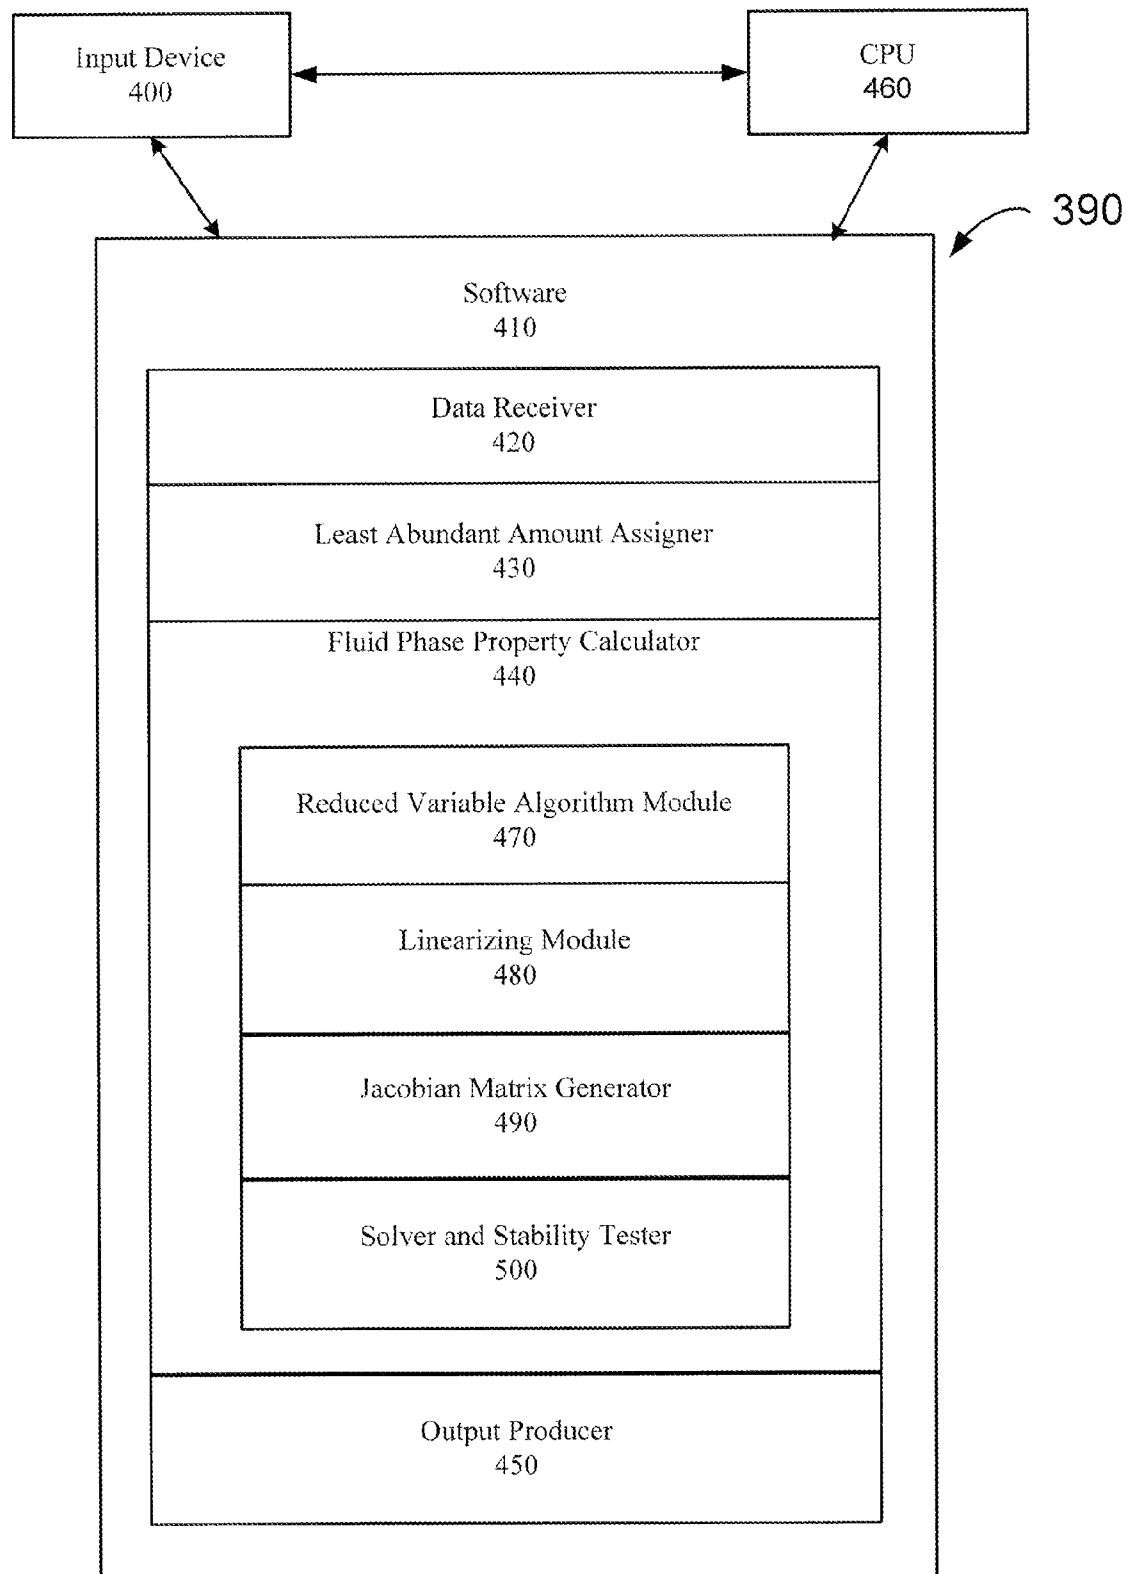 Input Device
400
CPU
460
390
Software
410
Data Receiver
420
Least Abundant Amount Assigner
430
Fluid Phase Property Calculator
440
Reduced Variable Algorithm Module
470
Linearizing Module
480
Jacobian Matrix Generator
490
Solver and Stability Tester
500
Output Producer
450